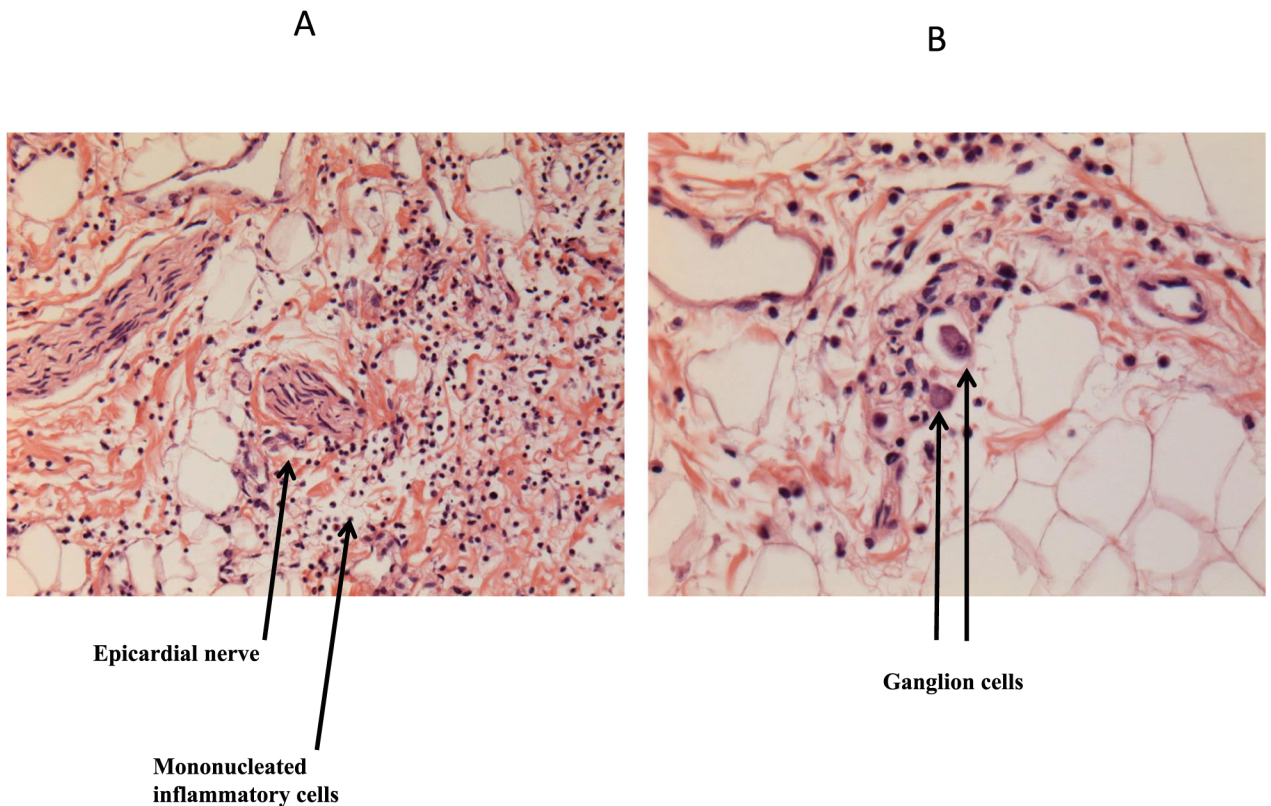 A
B
Epicardial nerve
Mononucleated
inflammatory cells
Ganglion cells